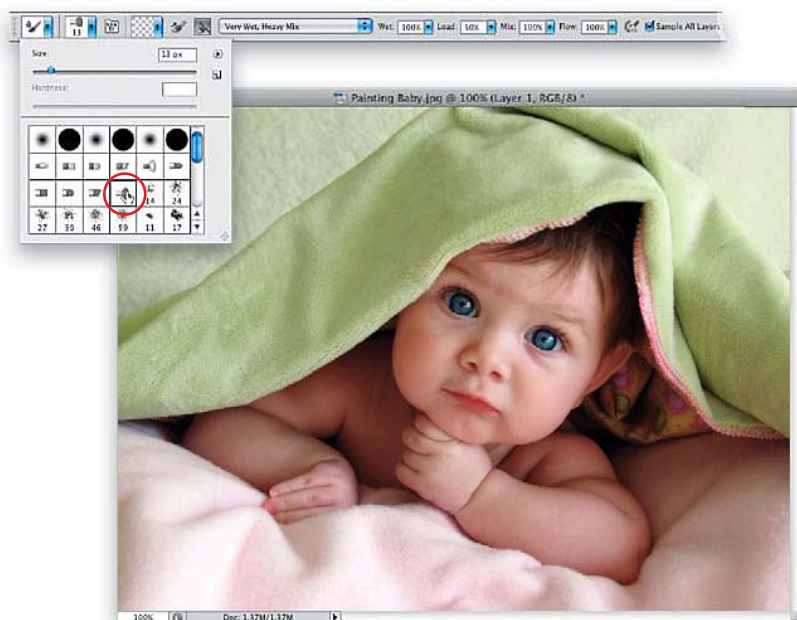 13 Very Wet, Heavy Mix Wet: 100% Load: 50% Mix: 100% Flow: 100% Sample All Layers
Size: 13 px
Hardness:
14 24
27 39 46 59 11 17
Painting Baby.jpg @ 100% (Layer 1, RGB/8) *
100% Doc: 1.37M/1.37M